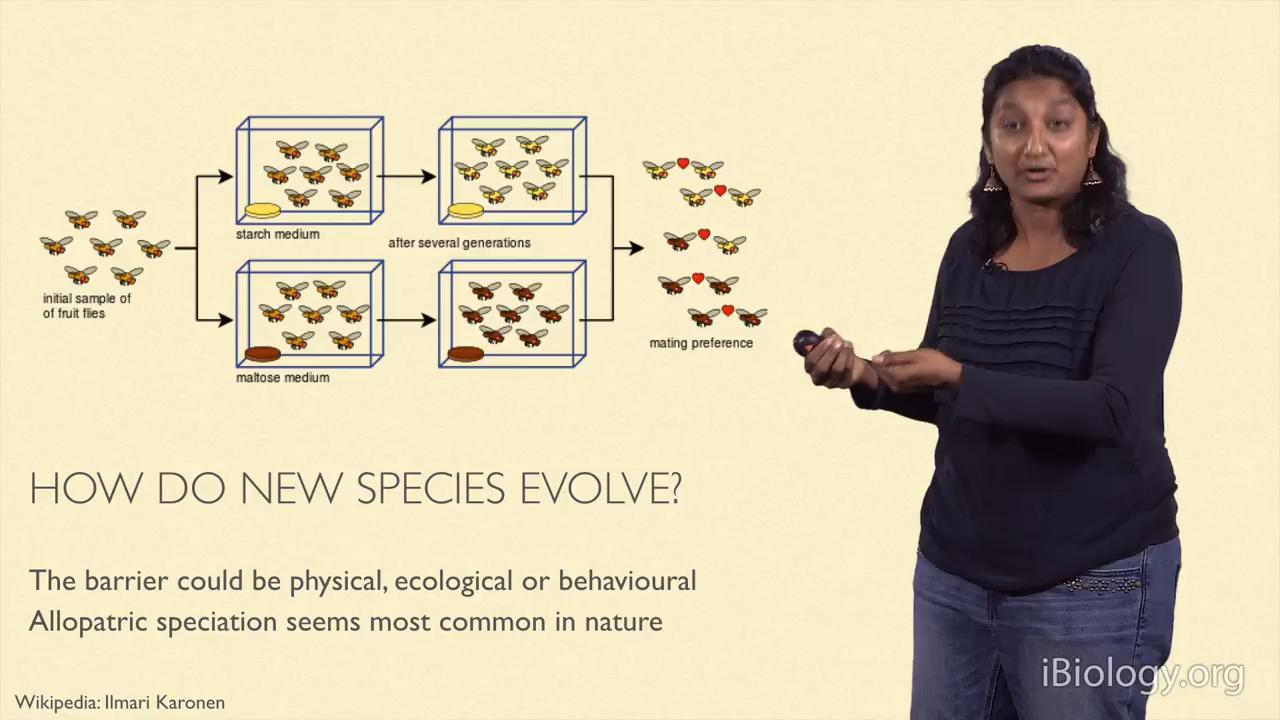 starch medium
after several generations
initial sample of
of fruit flies
maltose medium
mating preference
HOW DO NEW SPECIES EVOLVE?
The barrier could be physical, ecological or behavioural
Allopatric speciation seems most common in nature
Wikipedia: Ilmari Karonen
iBiology.org